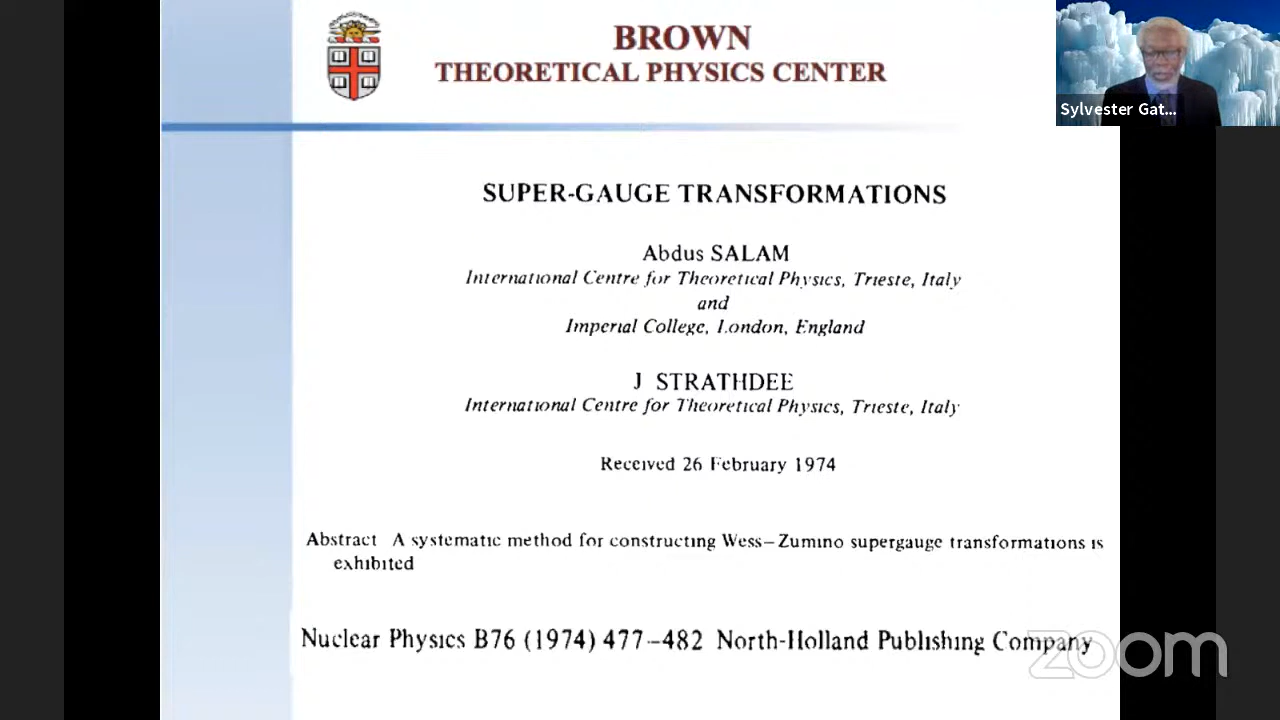 BROWN
THEORETICAL PHYSICS CENTER
Sylvester Gat...
SUPER-GAUGE TRANSFORMATIONS
Abdus SALAM
International Centre for Theoretical Physics, Trieste, Italy
and
Imperial College, London, England
J STRATHDEE
International Centre for Theoretical Physics, Trieste, Italy
Received 26 February 1974
Abstract A systematic method for constructing Wess–Zumino supergauge transformations is
exhibited
Nuclear Physics B76 (1974) 477–482 North-Holland Publishing Company
zoom